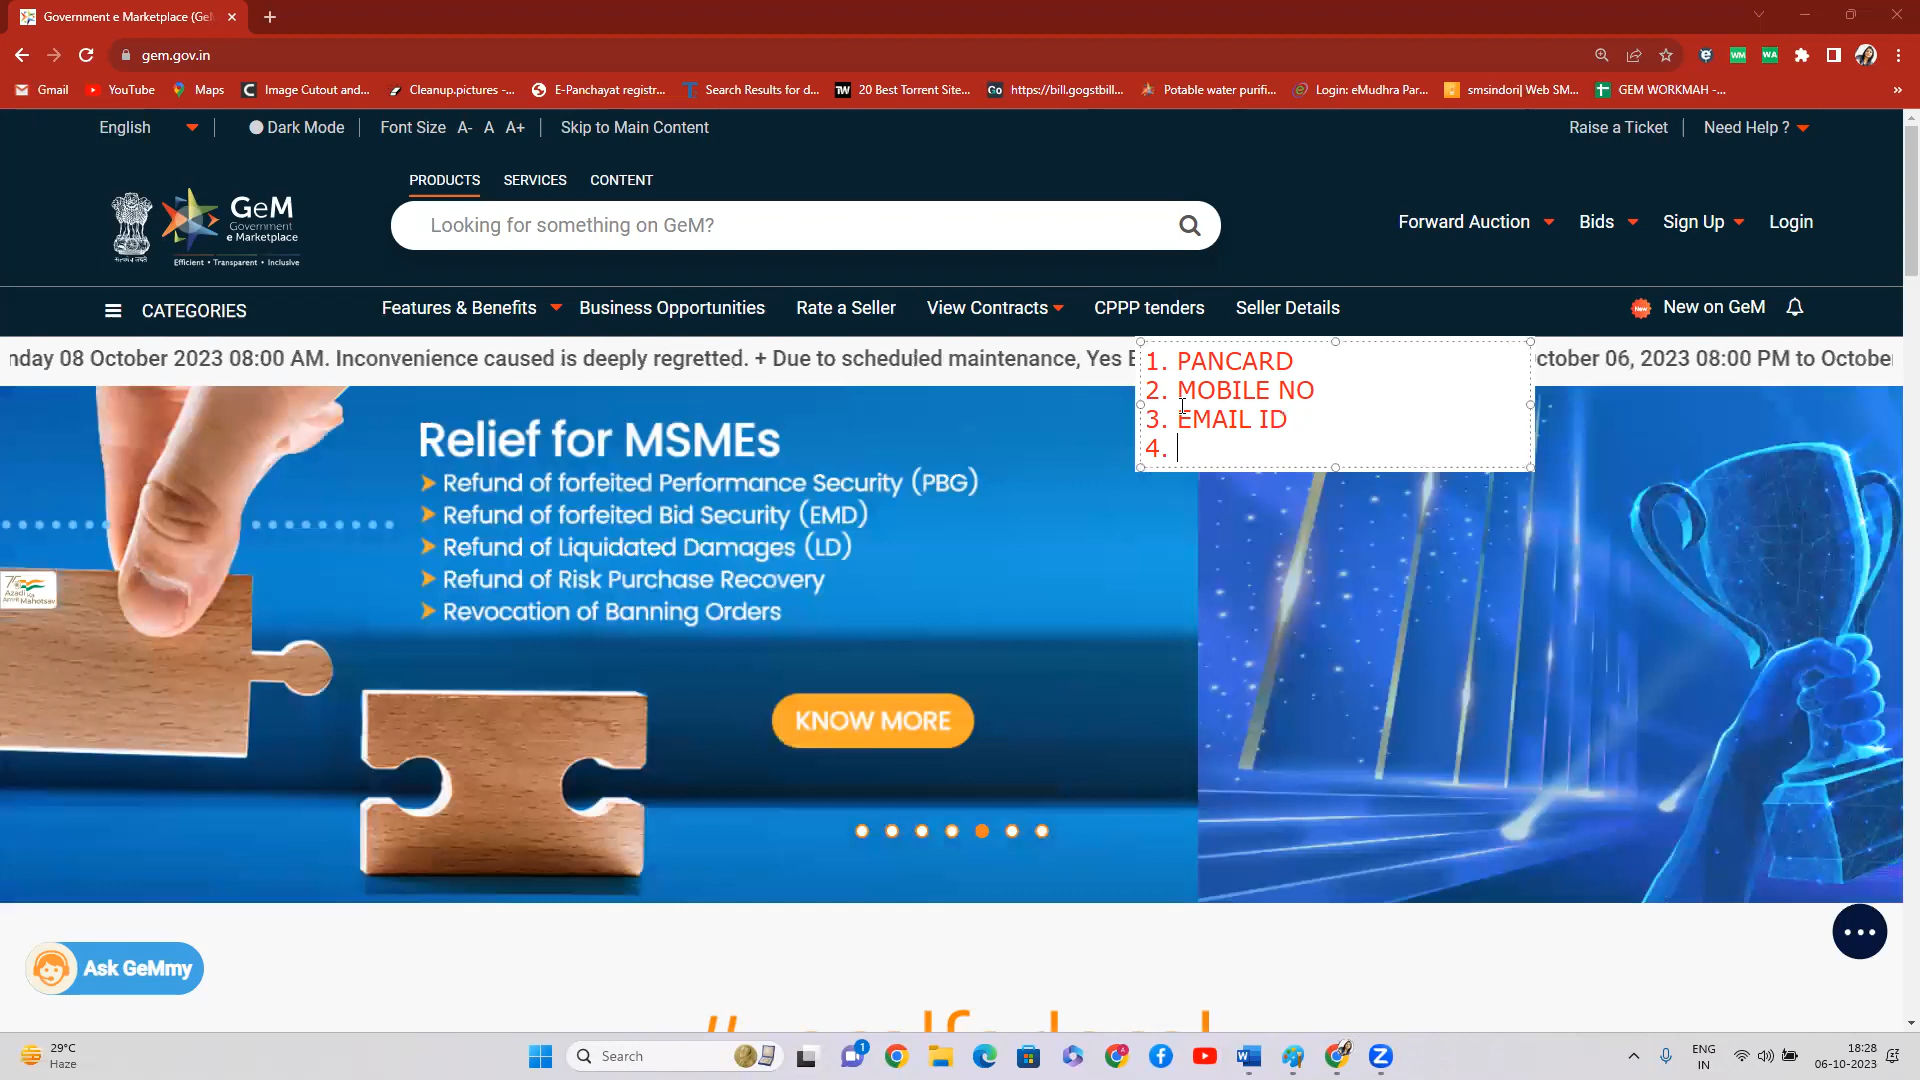 Government e Marketplace (Ge
gem.gov.in
Gmail
YouTube
Maps
Image Cutout and...
Cleanup.pictures -...
E-Panchayat registr...
Search Results for d...
20 Best Torrent Site...
https://bill.gogstbill...
Potable water purifi...
Login: eMudhra Par...
smsindori| Web SM...
GEM WORKMAH -...
English
Dark Mode
Font Size A- A A+
Skip to Main Content
Raise a Ticket
Need Help ?
PRODUCTS
SERVICES
CONTENT
GeM
Government
e Marketplace
Efficient • Transparent • Inclusive
Looking for something on GeM?
Forward Auction
Bids
Sign Up
Login
CATEGORIES
Features & Benefits
Business Opportunities
Rate a Seller
View Contracts
CPPP tenders
Seller Details
New on GeM
nday 08 October 2023 08:00 AM. Inconvenience caused is deeply regretted. + Due to scheduled maintenance, Yes
ctober 06, 2023 08:00 PM to October
1. PANCARD
2. MOBILE NO
3. EMAIL ID
4.
Relief for MSMEs
Refund of forfeited Performance Security (PBG)
Refund of forfeited Bid Security (EMD)
Refund of Liquidated Damages (LD)
Refund of Risk Purchase Recovery
Revocation of Banning Orders
Azadi
Amrit Mahotsav
KNOW MORE
Ask GeMmy
29°C
Haze
Search
1
ENG
IN
18:28
06-10-2023